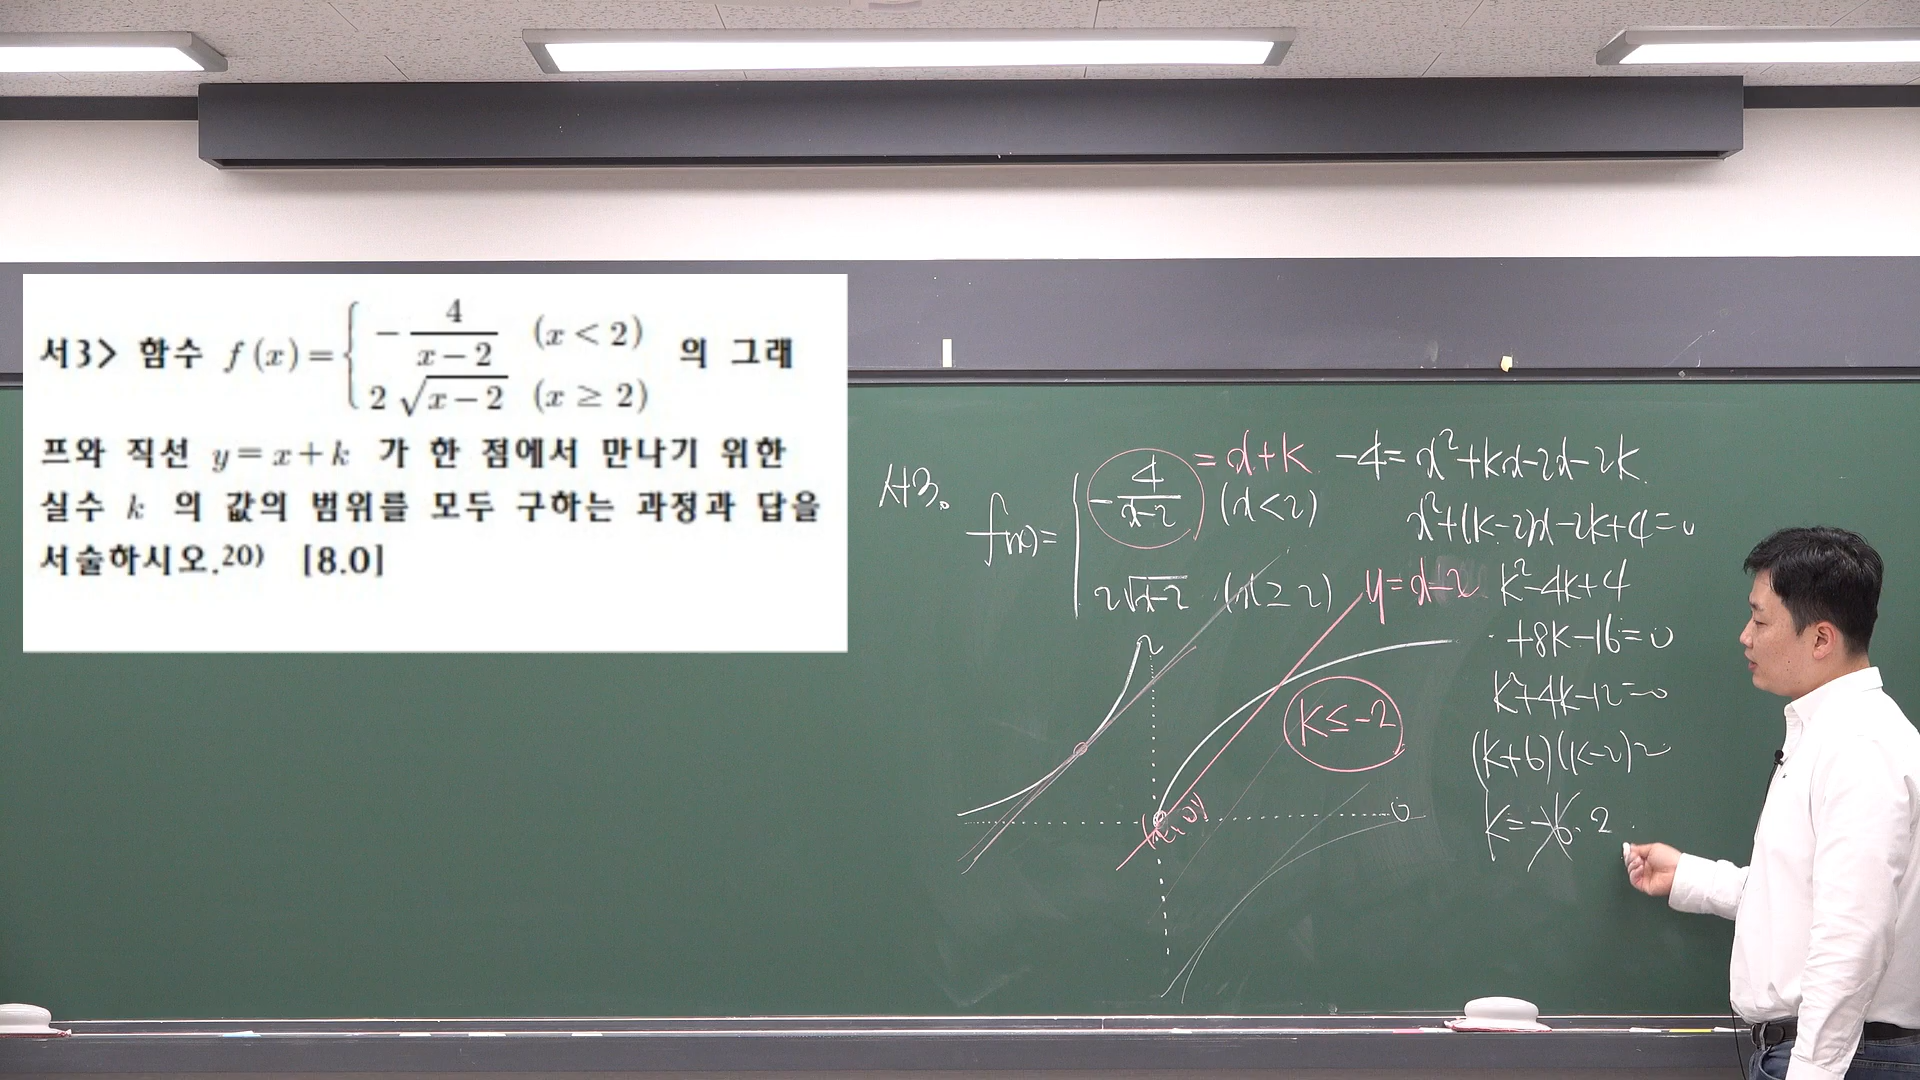 서3> 함수 f(x) = { -4/(x-2) (x < 2) 의 그래
2√(x-2) (x ≥ 2)
프와 직선 y = x + k 가 한 점에서 만나기 위한
실수 k 의 값의 범위를 모두 구하는 과정과 답을
서술하시오.20) [8.0]
서3.
f(x) = { -4/(x-2) = x+k
(x<2)
2√(x-2) (x≥2)
y=x-2
2
k≤-2
(2,0)
0
-4=x²+kx-2x-2k
x²+(k-2)x-2k+4=0
k²-4k+4
+8k-16=0
k²+4k-12=0
(k+6)(k-2)=
k=-6, 2